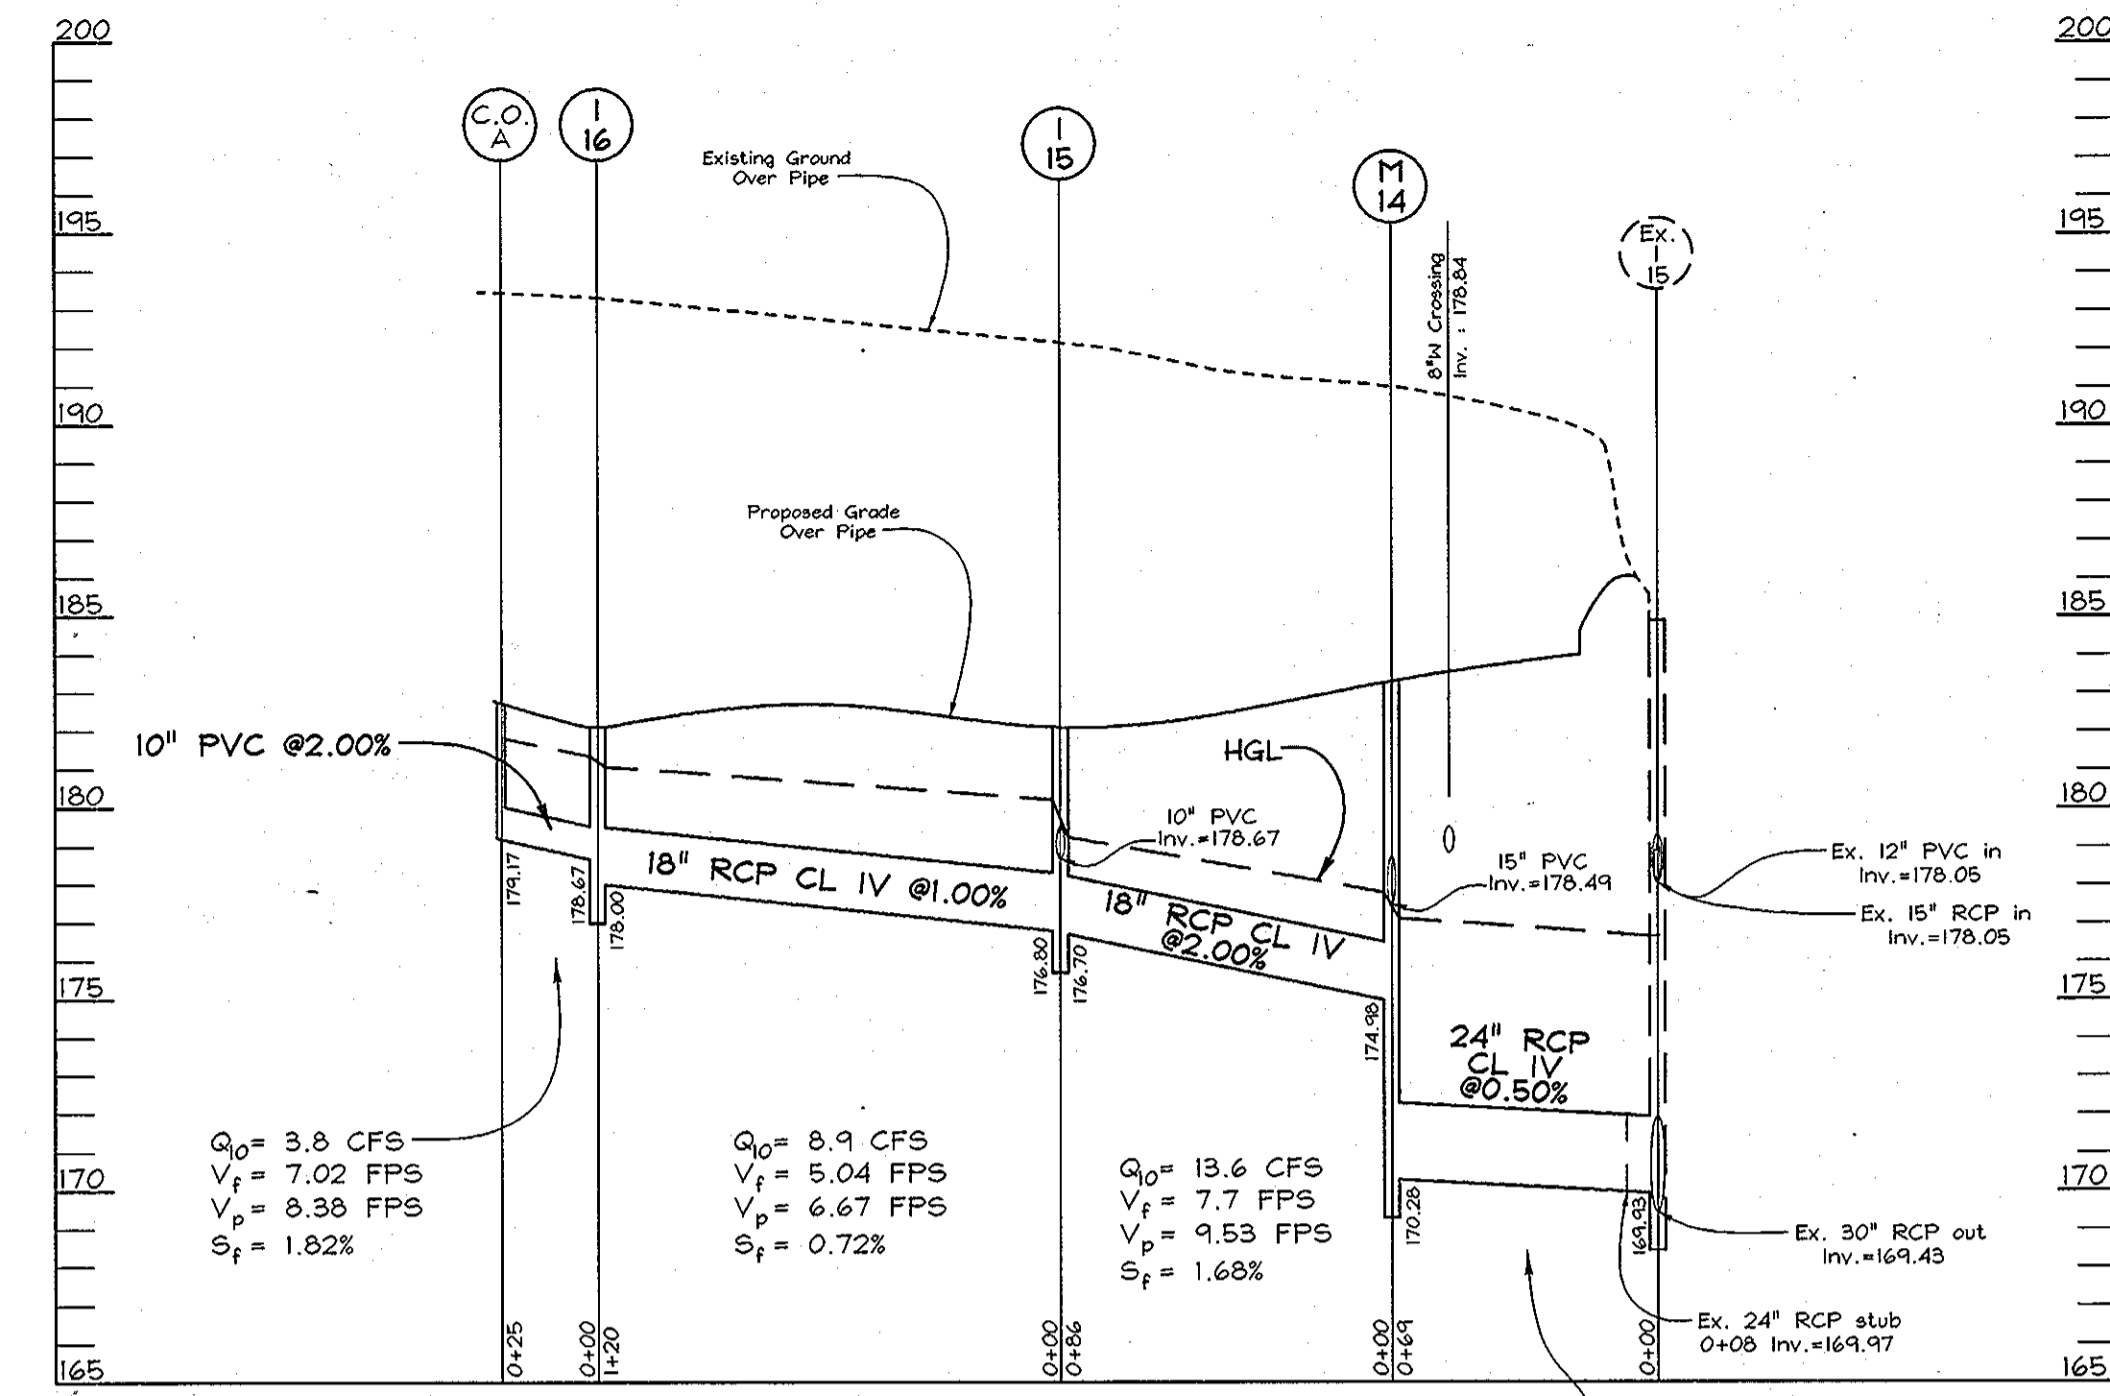 200
200
C.O.
A
I
16
I
15
M
14
Ex.
I
15
Existing Ground
Over Pipe
195
195
8"W Crossing
Inv. : 178.84
190
190
Proposed Grade
Over Pipe
185
185
10" PVC @2.00%
HGL
180
180
10" PVC
Inv.=178.67
18" RCP CL IV @1.00%
15" PVC
Inv.=178.49
Ex. 12" PVC in
Inv.=178.05
Ex. 15" RCP in
Inv.=178.05
18" RCP CL IV
@2.00%
179.17
178.67
178.00
176.80
176.70
174.98
175
175
24" RCP
CL IV
@0.50%
Q10= 3.8 CFS
Vf= 7.02 FPS
Vp= 8.38 FPS
Sf= 1.82%
Q10= 8.9 CFS
Vf= 5.04 FPS
Vp= 6.67 FPS
Sf= 0.72%
Q10= 13.6 CFS
Vf= 7.7 FPS
Vp= 9.53 FPS
Sf= 1.68%
170
170
170.28
169.93
Ex. 30" RCP out
Inv.=169.43
Ex. 24" RCP stub
0+08 Inv.=169.97
0+25
0+00
1+20
0+00
0+86
0+00
0+69
0+00
165
165